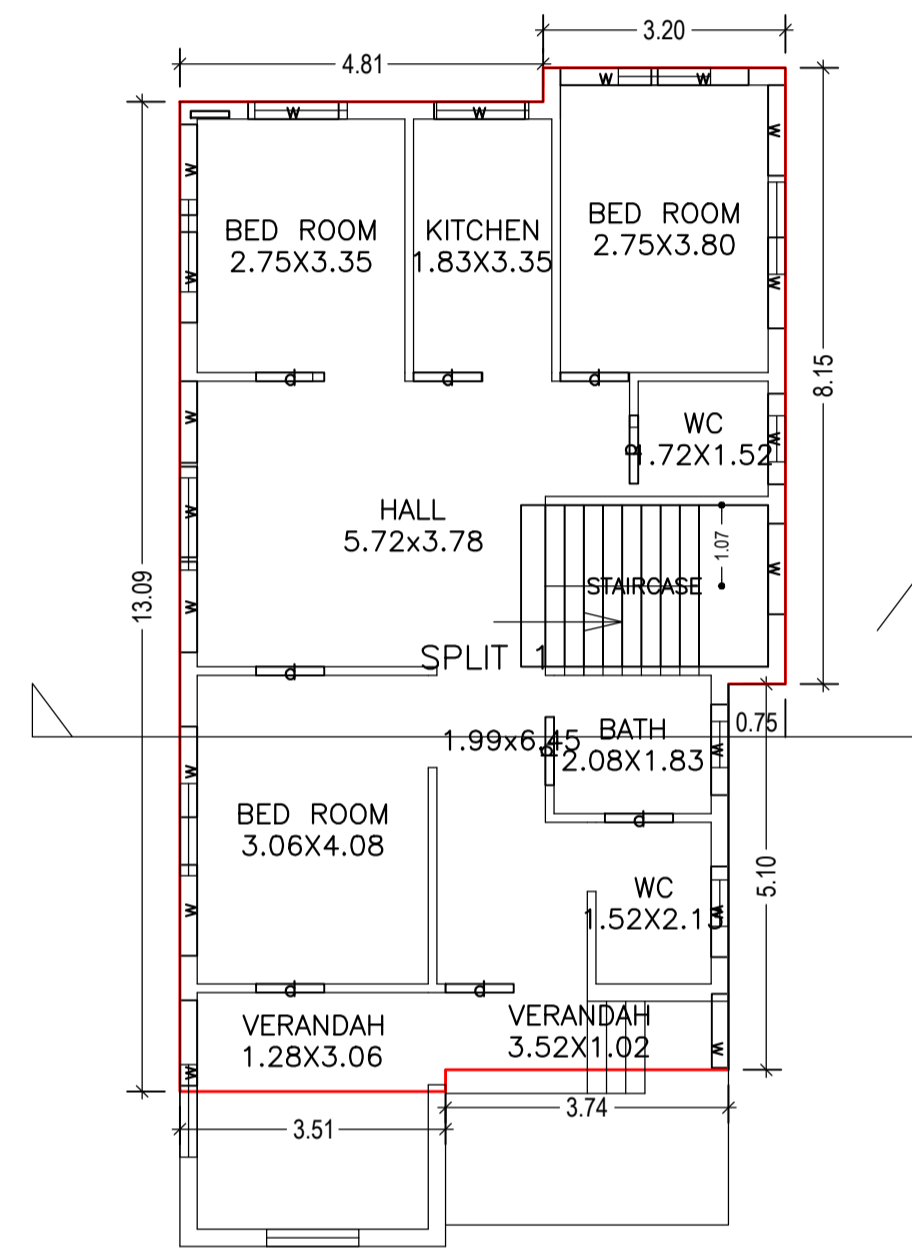 3.20
4.81
W
W
W
W
W
W
BED ROOM
2.75X3.35
KITCHEN
1.83X3.35
BED ROOM
2.75X3.80
W
W
d
d
d
8.15
W
WC
1.72X1.52
W
d
HALL
5.72x3.78
W
1.07
STAIRCASE
W
W
13.09
SPLIT 1
d
0.75
1.99x6.45
d
BATH
2.08X1.83
W
W
BED ROOM
3.06X4.08
d
5.10
WC
W
W
d
d
VERANDAH
1.28X3.06
VERANDAH
3.52X1.02
W
W
3.74
3.51